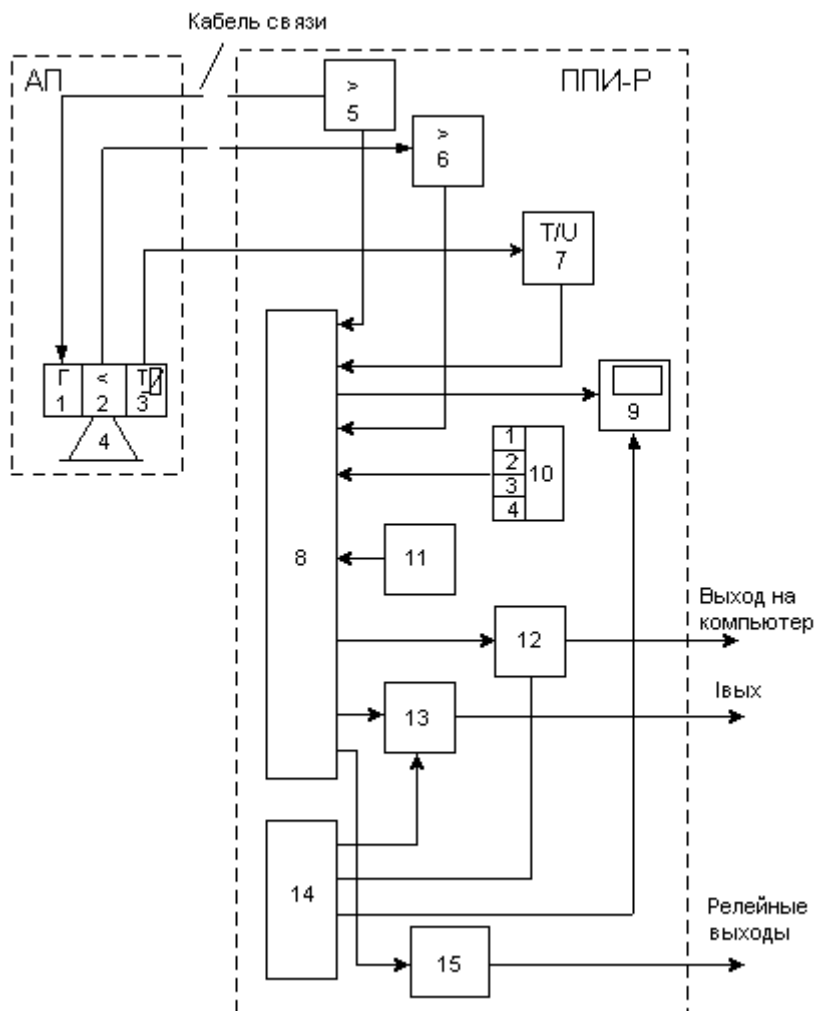 Кабель связи
АП
ППИ-Р
>
5
>
6
T/U
7
Г
1
<
2
T
3
4
9
1
2
3
4
10
8
11
12
Выход на
компьютер
13
Iвых
14
15
Релейные
выходы